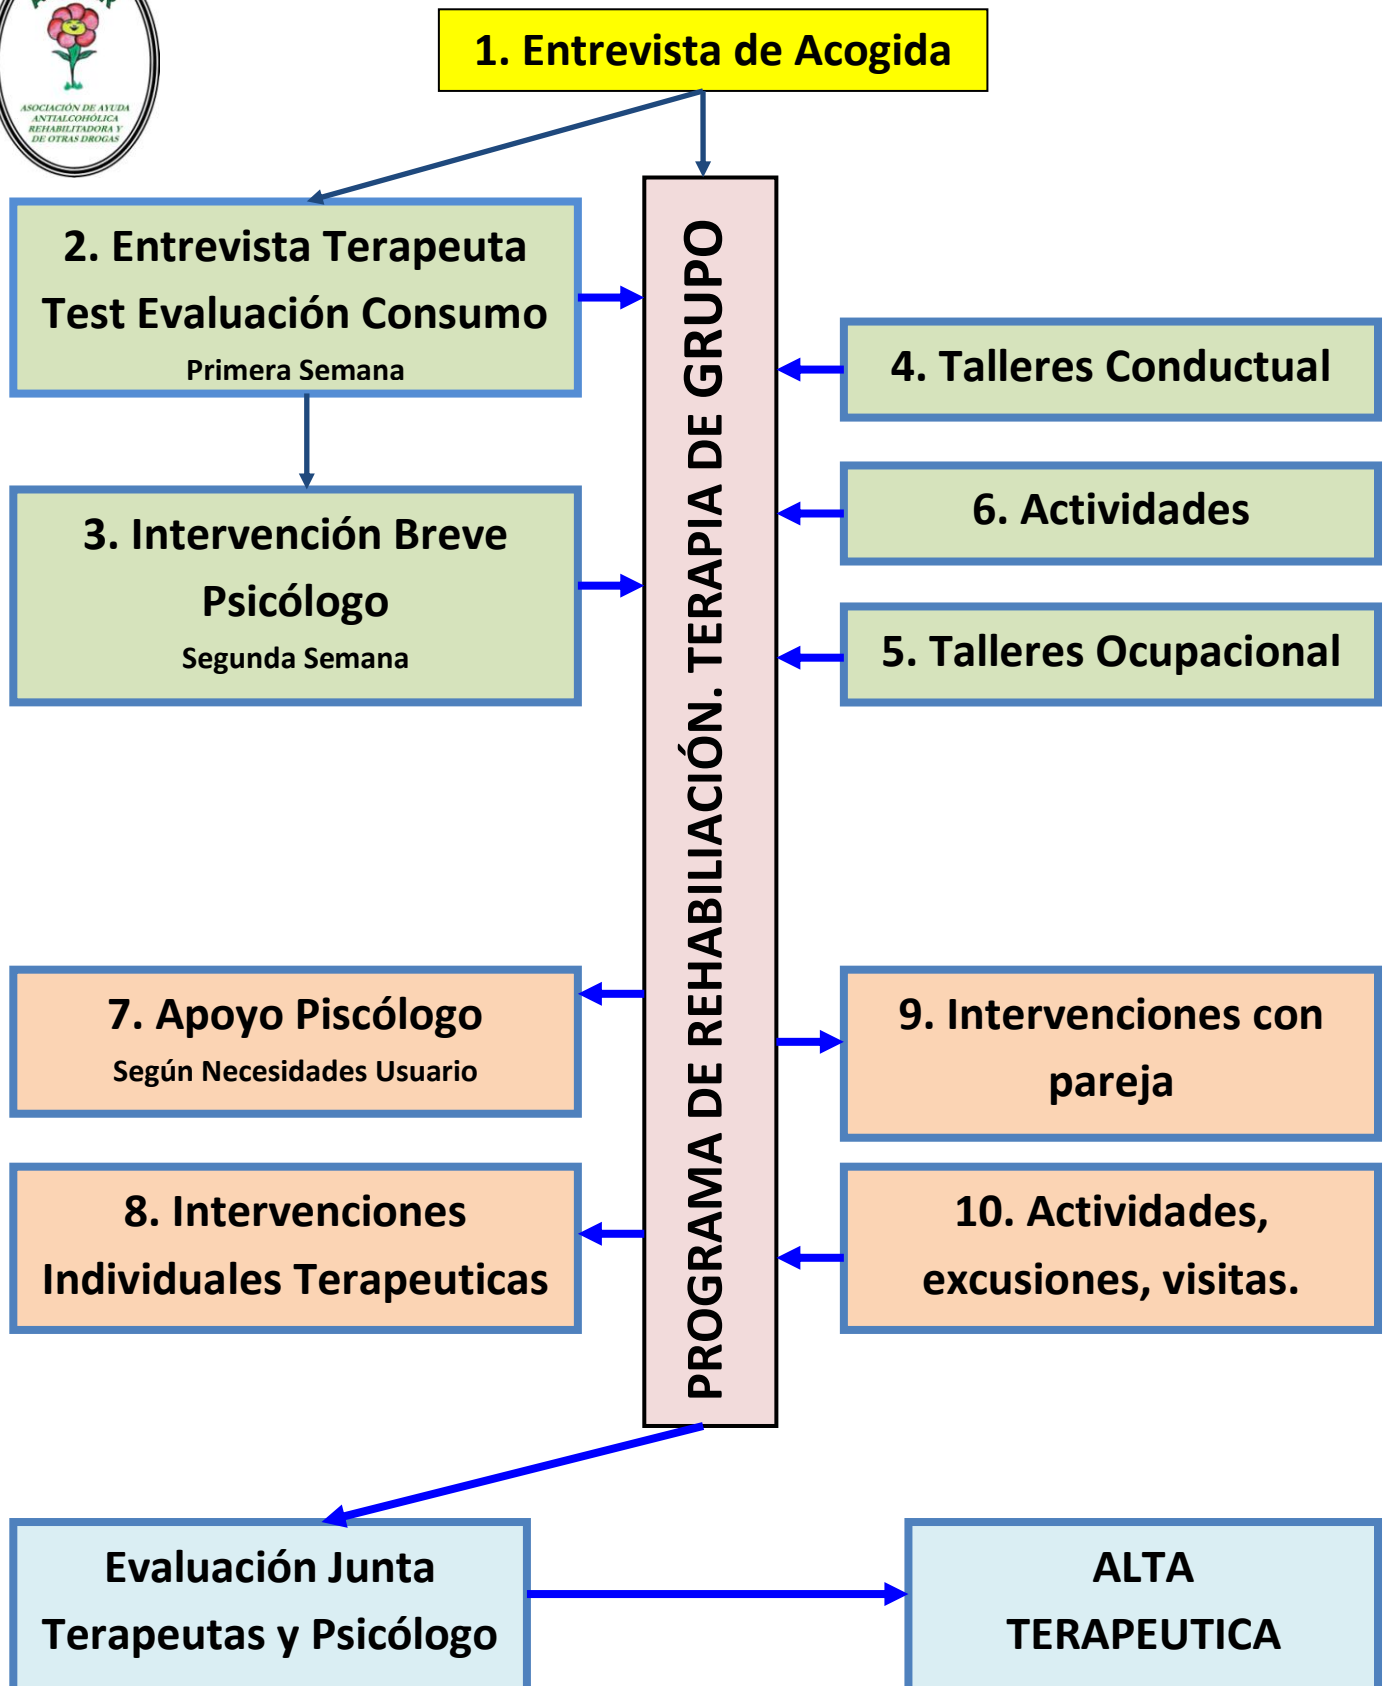 ASOCIACIÓN DE AYUDA
ANTIALCOHÓLICA
REHABILITADORA Y
DE OTRAS DROGAS
1. Entrevista de Acogida
2. Entrevista Terapeuta
Test Evaluación Consumo
Primera Semana
3. Intervención Breve
Psicólogo
Segunda Semana
PROGRAMA DE REHABILIACIÓN. TERAPIA DE GRUPO
4. Talleres Conductual
6. Actividades
5. Talleres Ocupacional
7. Apoyo Piscólogo
Según Necesidades Usuario
8. Intervenciones
Individuales Terapeuticas
9. Intervenciones con
pareja
10. Actividades,
excusiones, visitas.
Evaluación Junta
Terapeutas y Psicólogo
ALTA
TERAPEUTICA